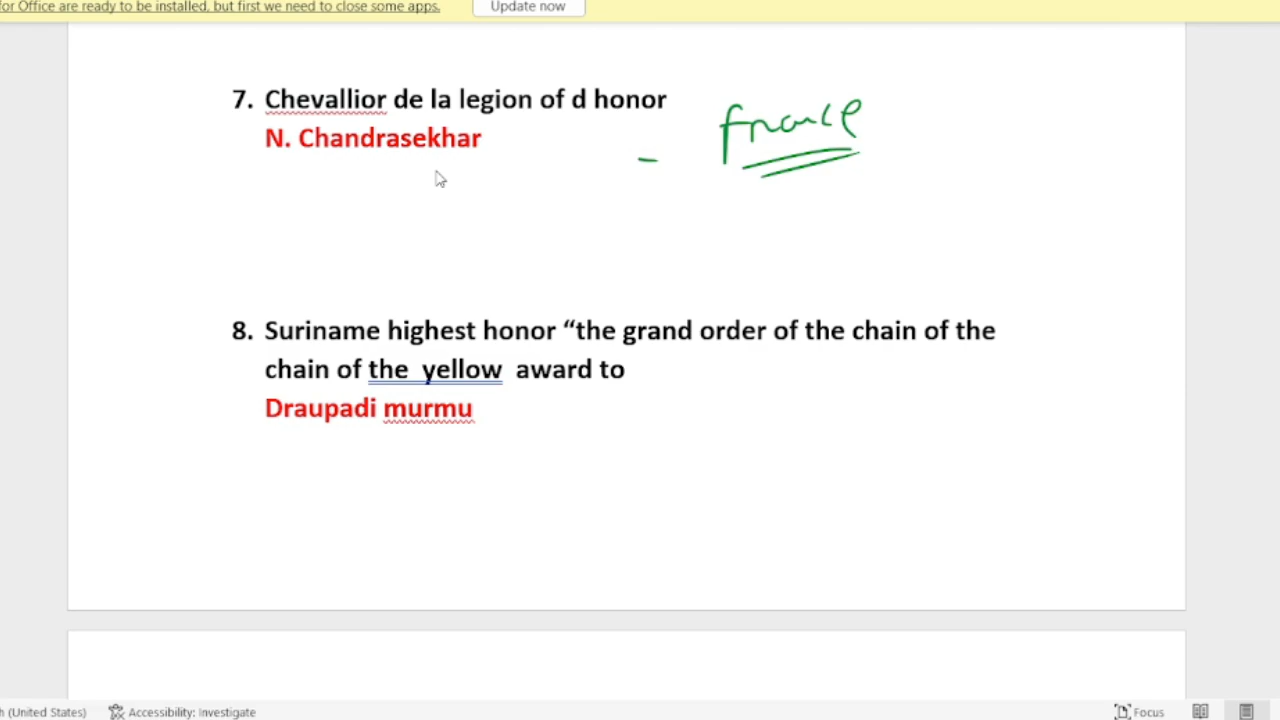 for Office are ready to be installed, but first we need to close some apps. Update now
7. Chevallior de la legion of d honor
N. Chandrasekhar
- france
8. Suriname highest honor “the grand order of the chain of the
chain of the yellow award to
Draupadi murmu
h (United States) Accessibility: Investigate Focus